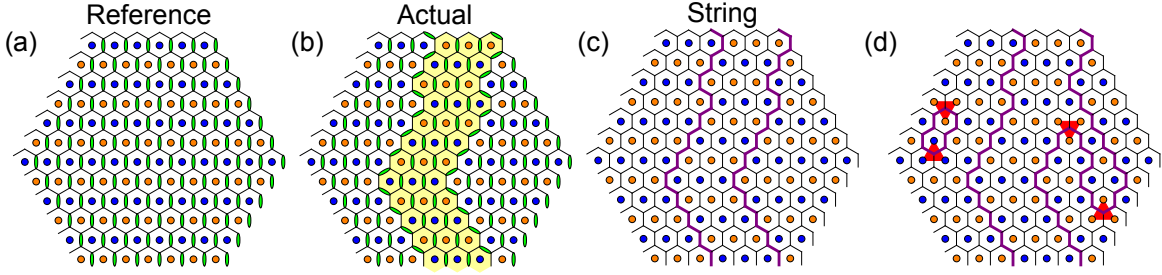 Reference
Actual
String
(a)
(b)
(c)
(d)